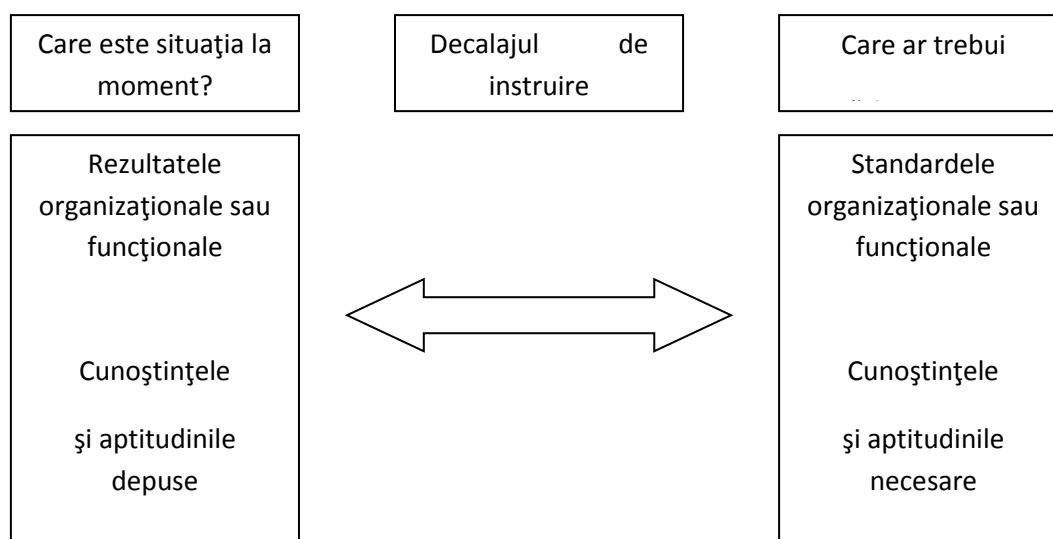 Care este situaţia la
moment?
Decalajul de
instruire
Care ar trebui
Rezultatele
organizaţionale sau
funcţionale
Cunoştinţele
şi aptitudinile
depuse
Standardele
organizaţionale sau
funcţionale
Cunoştinţele
şi aptitudinile
necesare